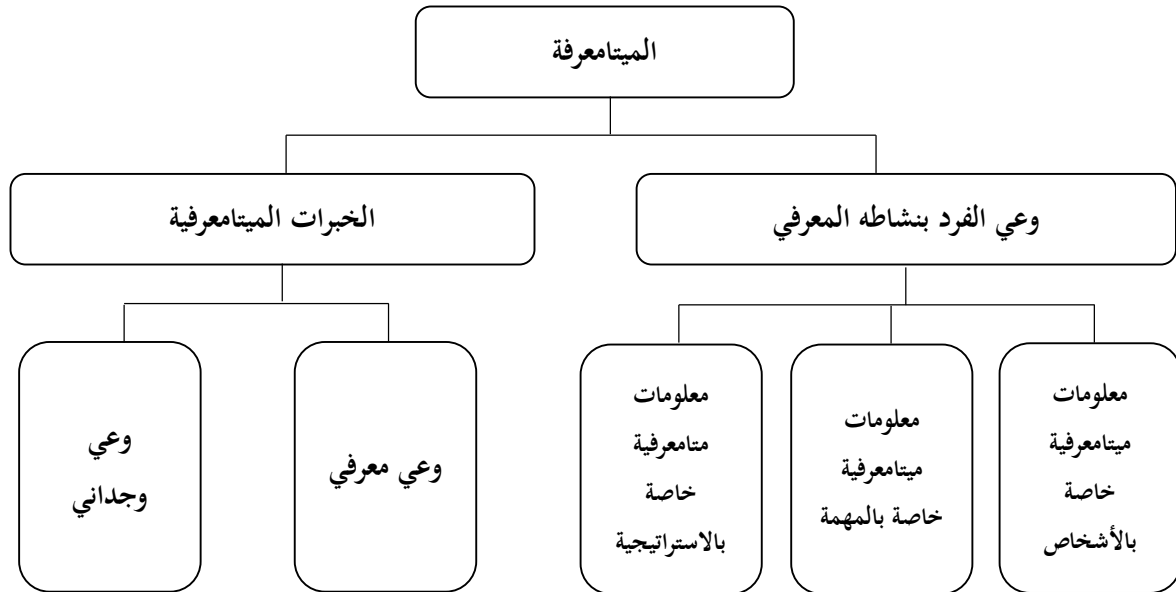 الميتامعرفة
وعي الفرد بنشاطه المعرفي
الخبرات الميتامعرفية
معلومات
ميتامعرفية
خاصة
بالأشخاص
معلومات
ميتامعرفية
خاصة بالمهمة
معلومات
متامعرفية
خاصة
بالاستراتيجية
وعي معرفي
وعي
وجداني